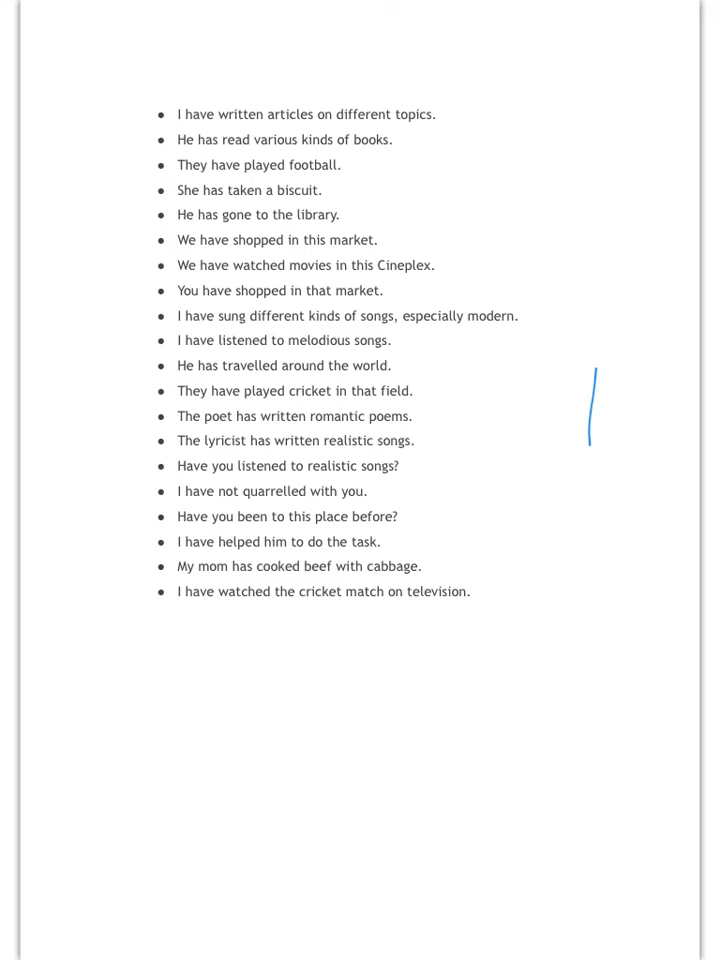 ● I have written articles on different topics.
● He has read various kinds of books.
● They have played football.
● She has taken a biscuit.
● He has gone to the library.
● We have shopped in this market.
● We have watched movies in this Cineplex.
● You have shopped in that market.
● I have sung different kinds of songs, especially modern.
● I have listened to melodious songs.
● He has travelled around the world.
● They have played cricket in that field.
● The poet has written romantic poems.
● The lyricist has written realistic songs.
● Have you listened to realistic songs?
● I have not quarrelled with you.
● Have you been to this place before?
● I have helped him to do the task.
● My mom has cooked beef with cabbage.
● I have watched the cricket match on television.